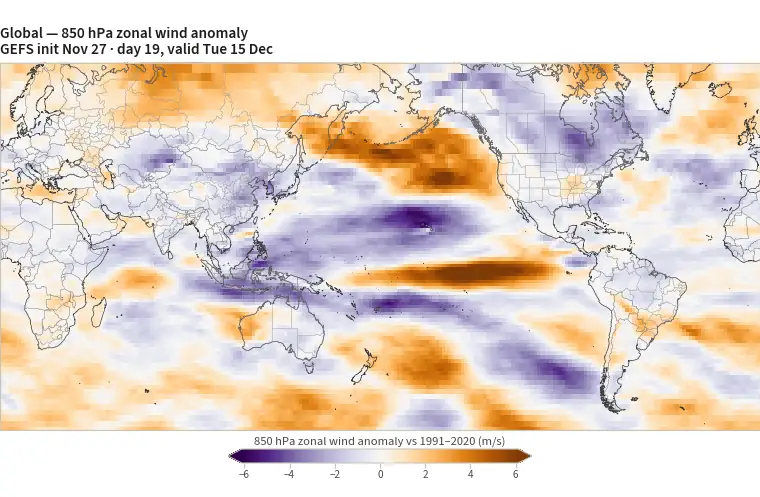 Global — 850 hPa zonal wind anomaly
GEFS init Nov 27 · day 19, valid Tue 15 Dec
850 hPa zonal wind anomaly vs 1991–2020 (m/s)
−6 −4 −2 0 2 4 6